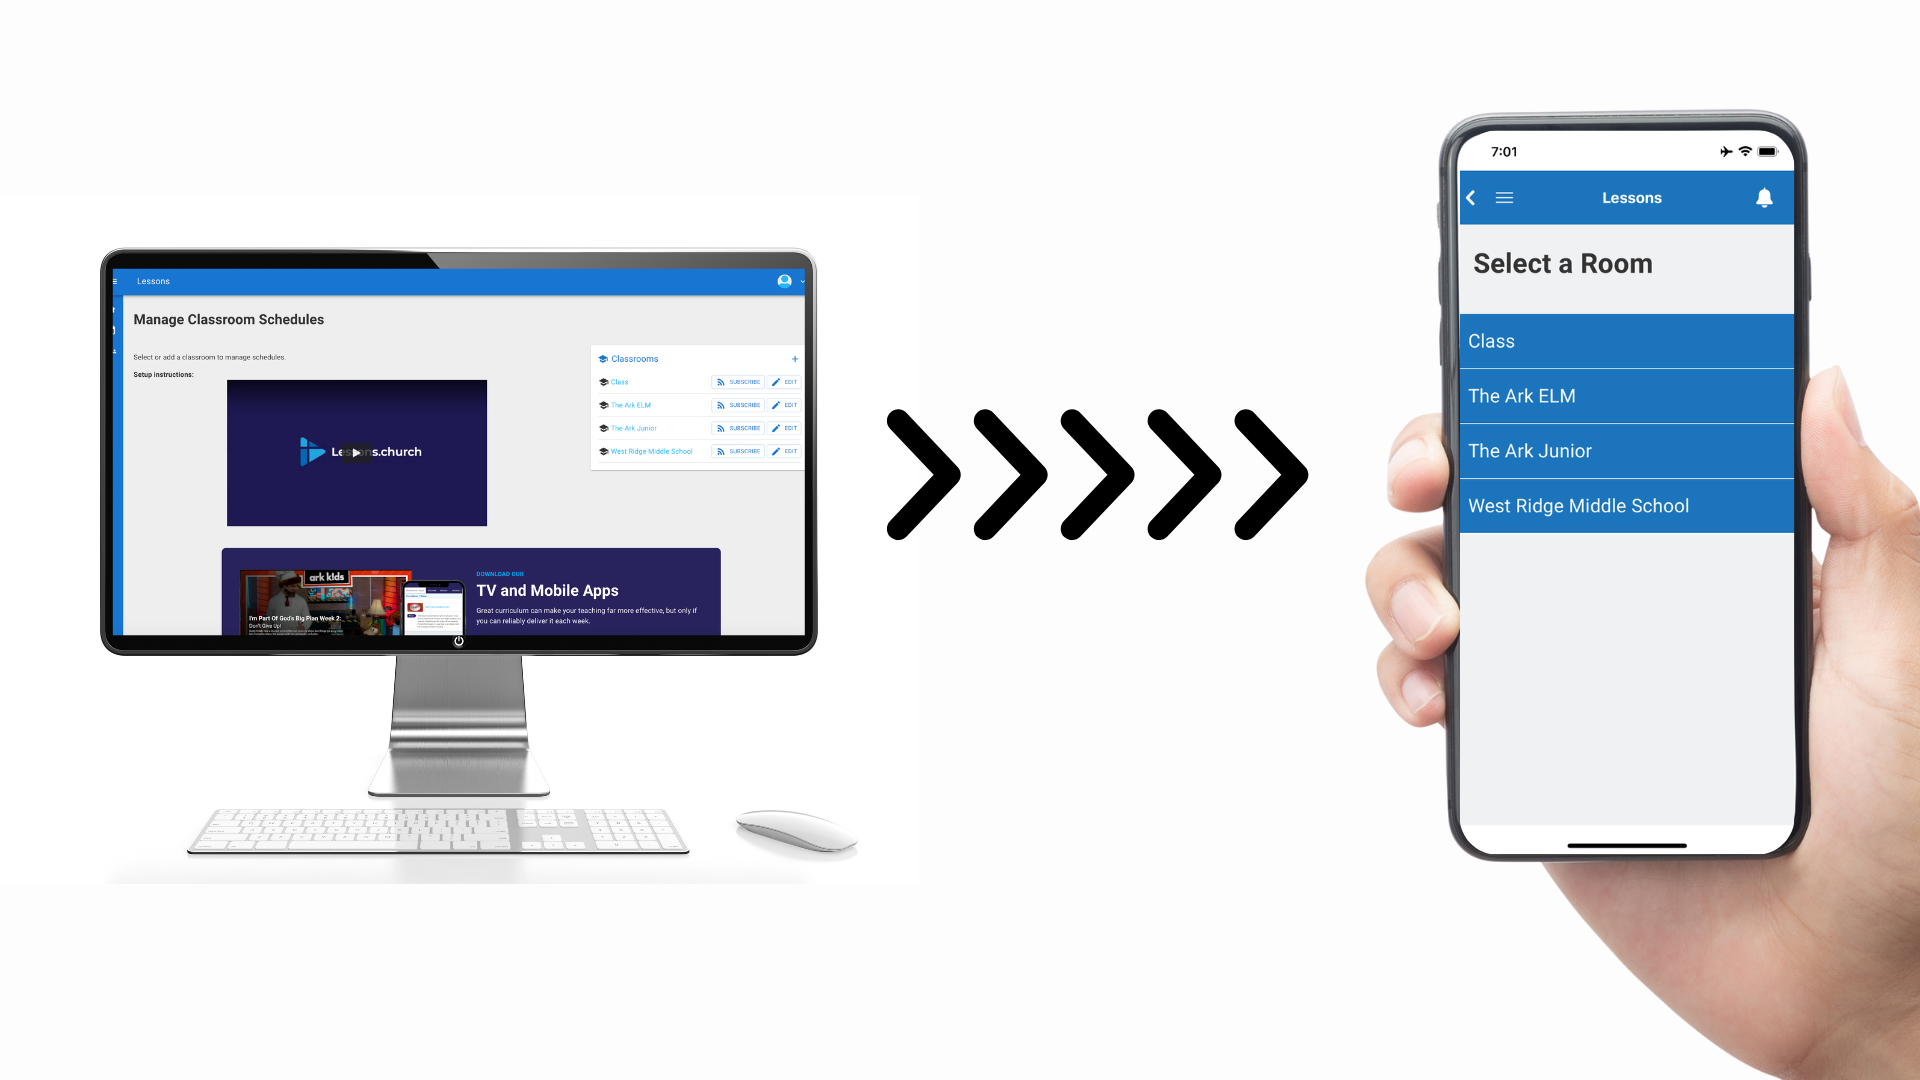 Lessons
Manage Classroom Schedules
Select or add a classroom to manage schedules.
Setup instructions:
Lessons.church
Classrooms
Class SUBSCRIBE EDIT
The Ark ELM SUBSCRIBE EDIT
The Ark Junior SUBSCRIBE EDIT
West Ridge Middle School SUBSCRIBE EDIT
ark kids
I'm Part Of God's Big Plan Week 2:
Don't Give Up!
DOWNLOAD OUR
TV and Mobile Apps
Great curriculum can make your teaching far more effective, but only if
you can reliably deliver it each week.
7:01
Lessons
Select a Room
Class
The Ark ELM
The Ark Junior
West Ridge Middle School